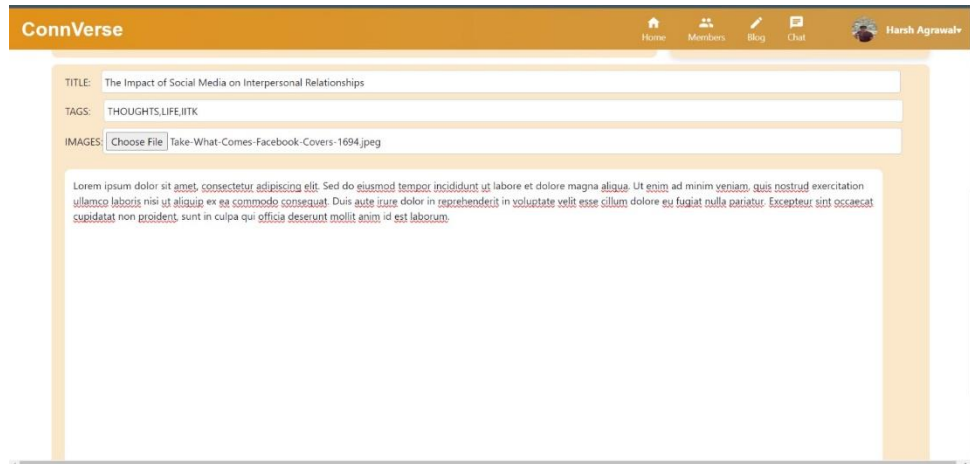 ConnVerse
Home
Members
Blog
Chat
Harsh Agrawal
TITLE: The Impact of Social Media on Interpersonal Relationships
TAGS: THOUGHTS,LIFE,IITK
IMAGES: Choose File Take-What-Comes-Facebook-Covers-1694.jpeg
Lorem ipsum dolor sit amet, consectetur adipiscing elit. Sed do eiusmod tempor incididunt ut labore et dolore magna aliqua. Ut enim ad minim veniam, quis nostrud exercitation
ullamco laboris nisi ut aliquip ex ea commodo consequat. Duis aute irure dolor in reprehenderit in voluptate velit esse cillum dolore eu fugiat nulla pariatur. Excepteur sint occaecat
cupidatat non proident, sunt in culpa qui officia deserunt mollit anim id est laborum.